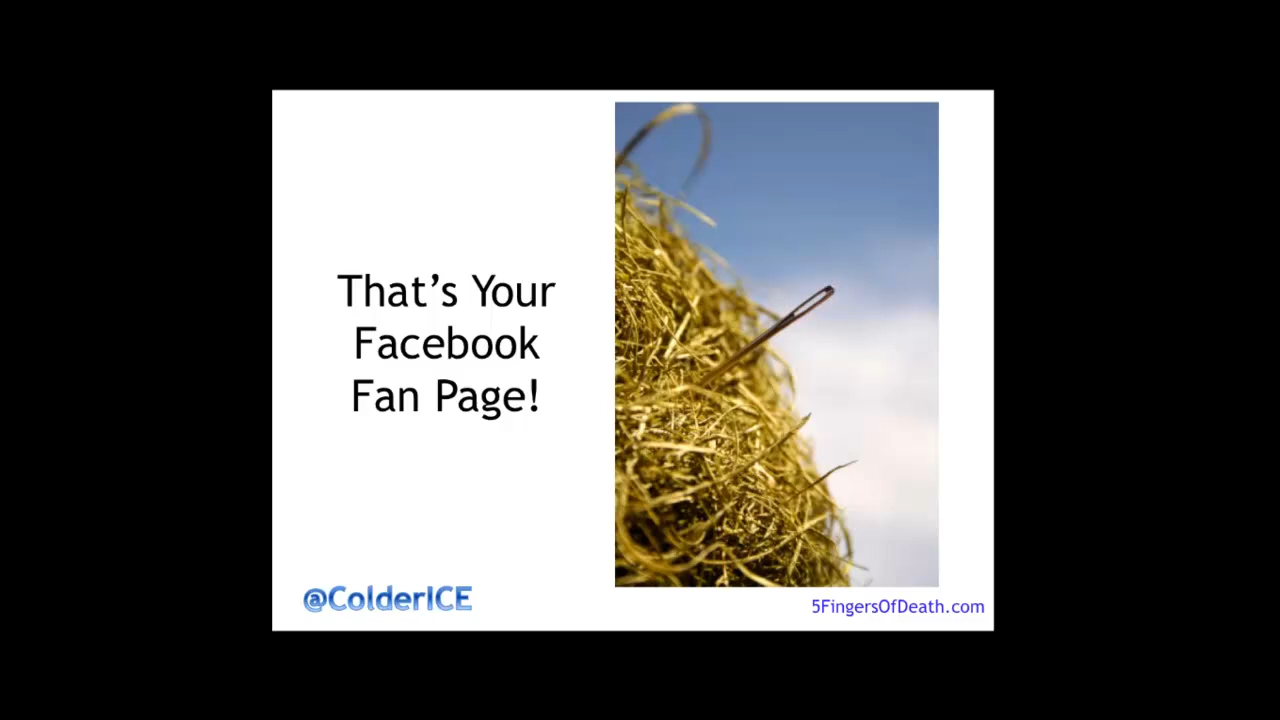 That’s Your
Facebook
Fan Page!
@ColderICE
5FingersOfDeath.com